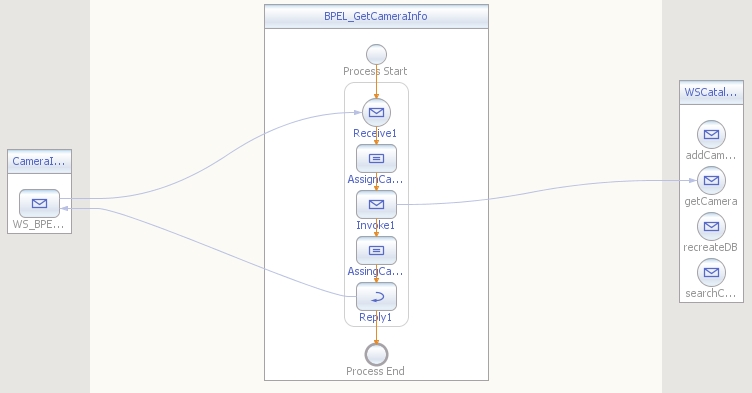 BPEL_GetCameraInfo
Process Start
Receive1
AssignCa...
Invoke1
AssingCa...
Reply1
Process End
CameraI...
WS_BPE...
WSCatal...
addCam...
getCamera
recreateDB
searchC...